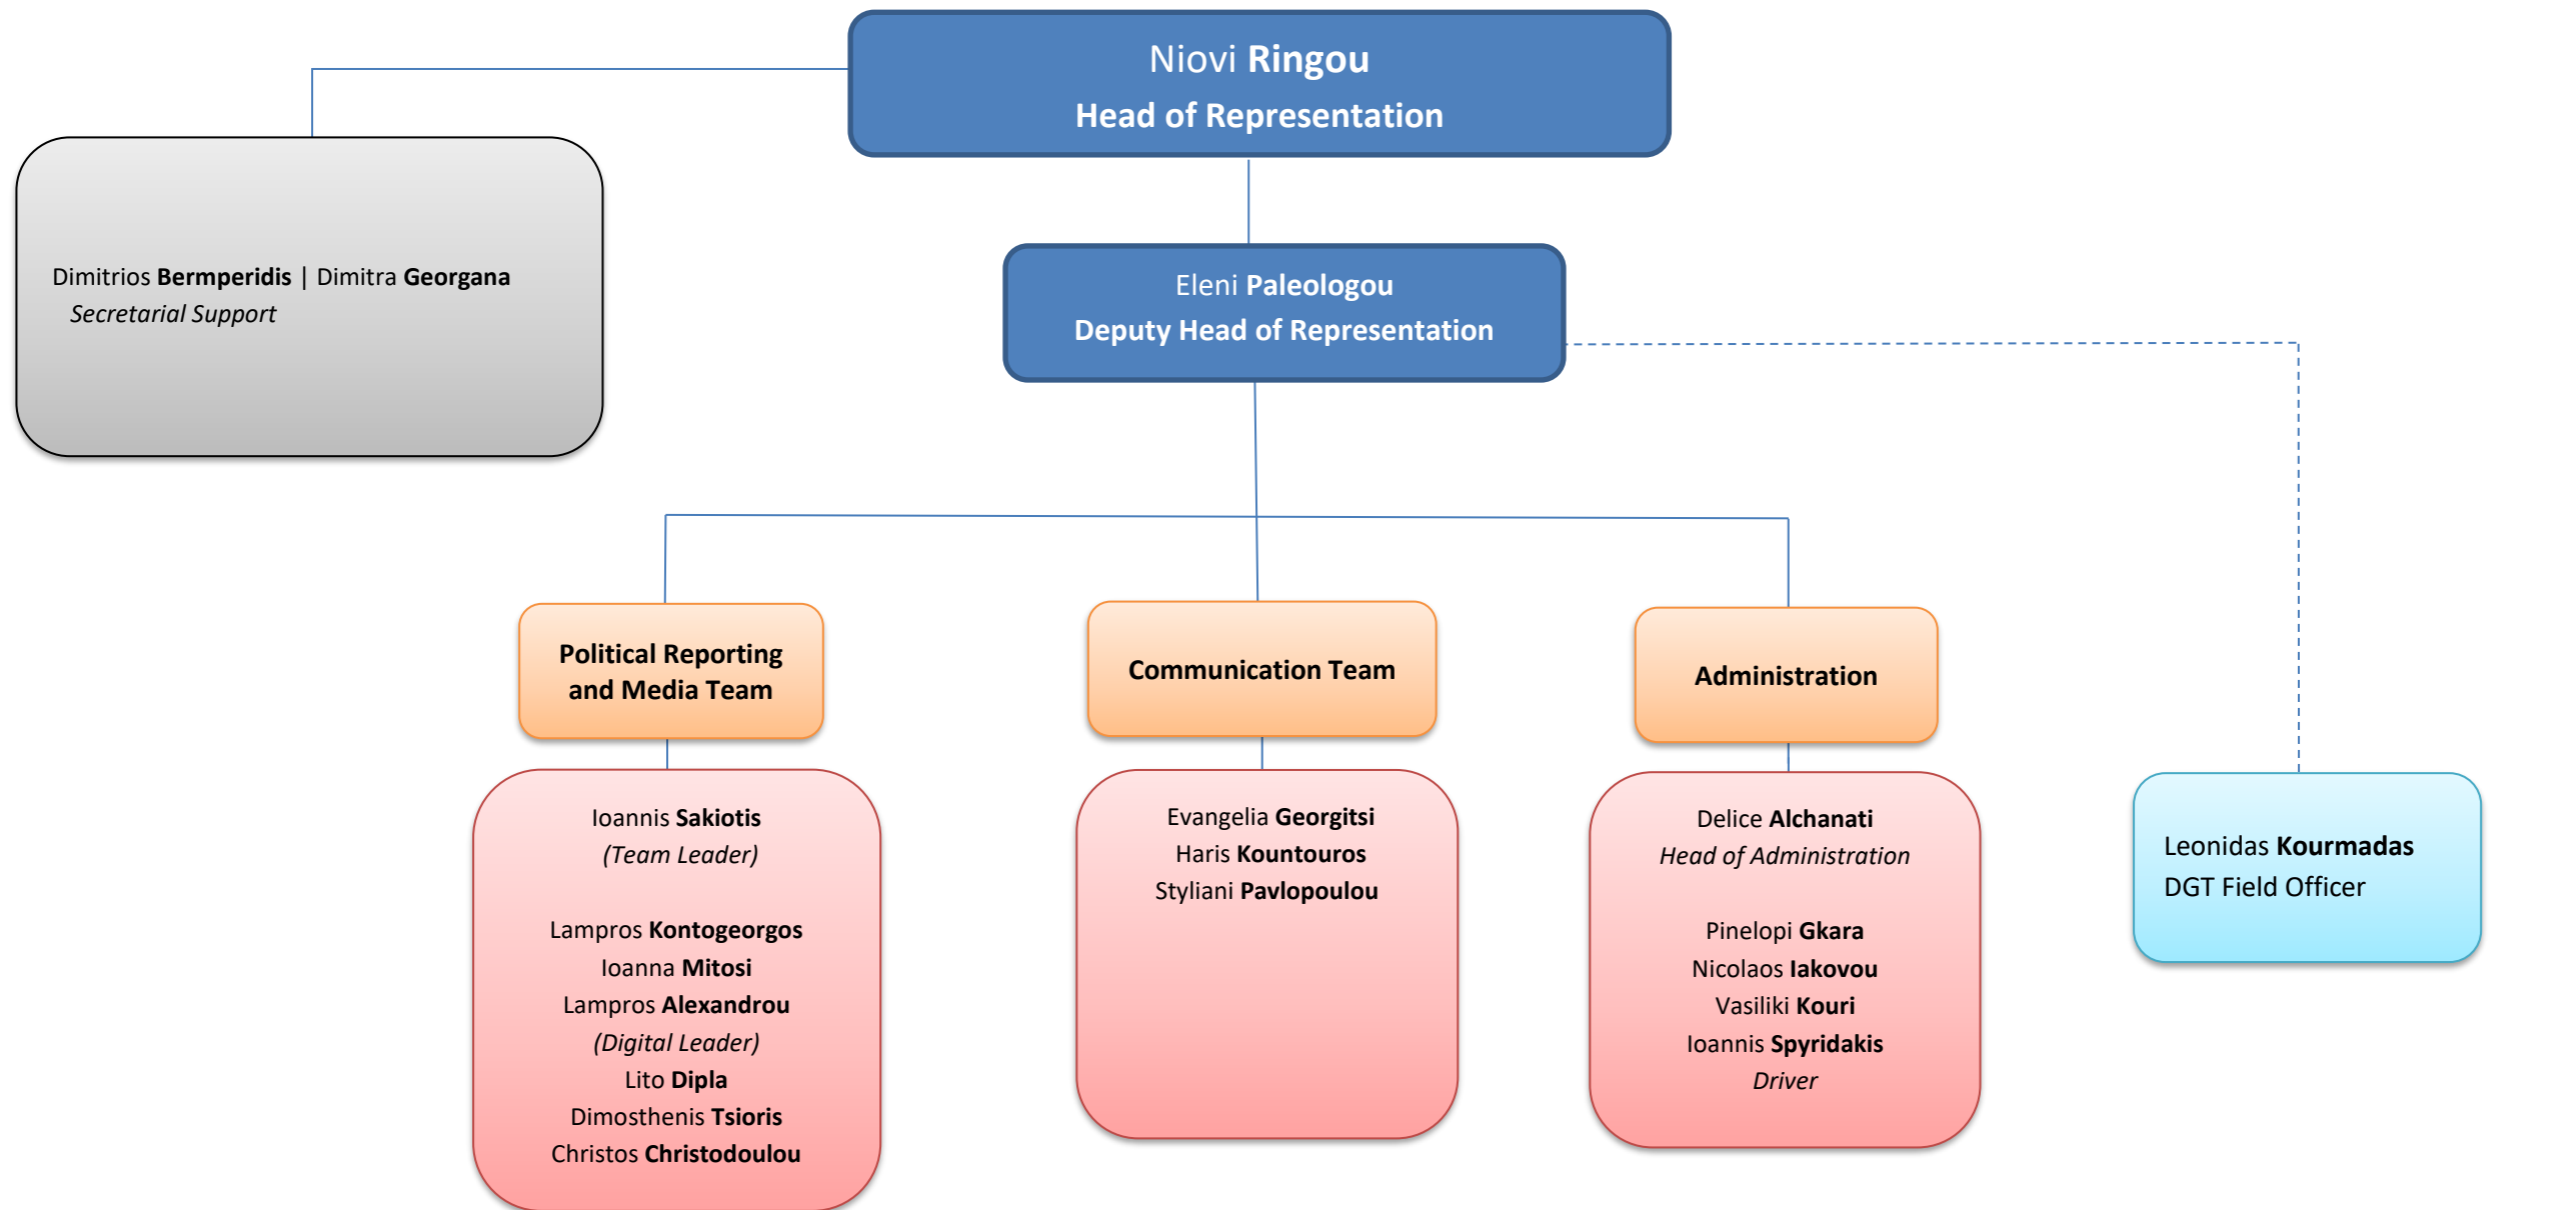 Niovi Ringou
Head of Representation
Dimitrios Bermperidis | Dimitra Georgana
Secretarial Support
Eleni Paleologou
Deputy Head of Representation
Political Reporting
and Media Team
Communication Team
Administration
Ioannis Sakiotis
(Team Leader)
Lampros Kontogeorgos
Ioanna Mitosi
Lampros Alexandrou
(Digital Leader)
Lito Dipla
Dimosthenis Tsioris
Christos Christodoulou
Evangelia Georgitsi
Haris Kountouros
Styliani Pavlopoulou
Delice Alchanati
Head of Administration
Pinelopi Gkara
Nicolaos Iakovou
Vasiliki Kouri
Ioannis Spyridakis
Driver
Leonidas Kourmadas
DGT Field Officer